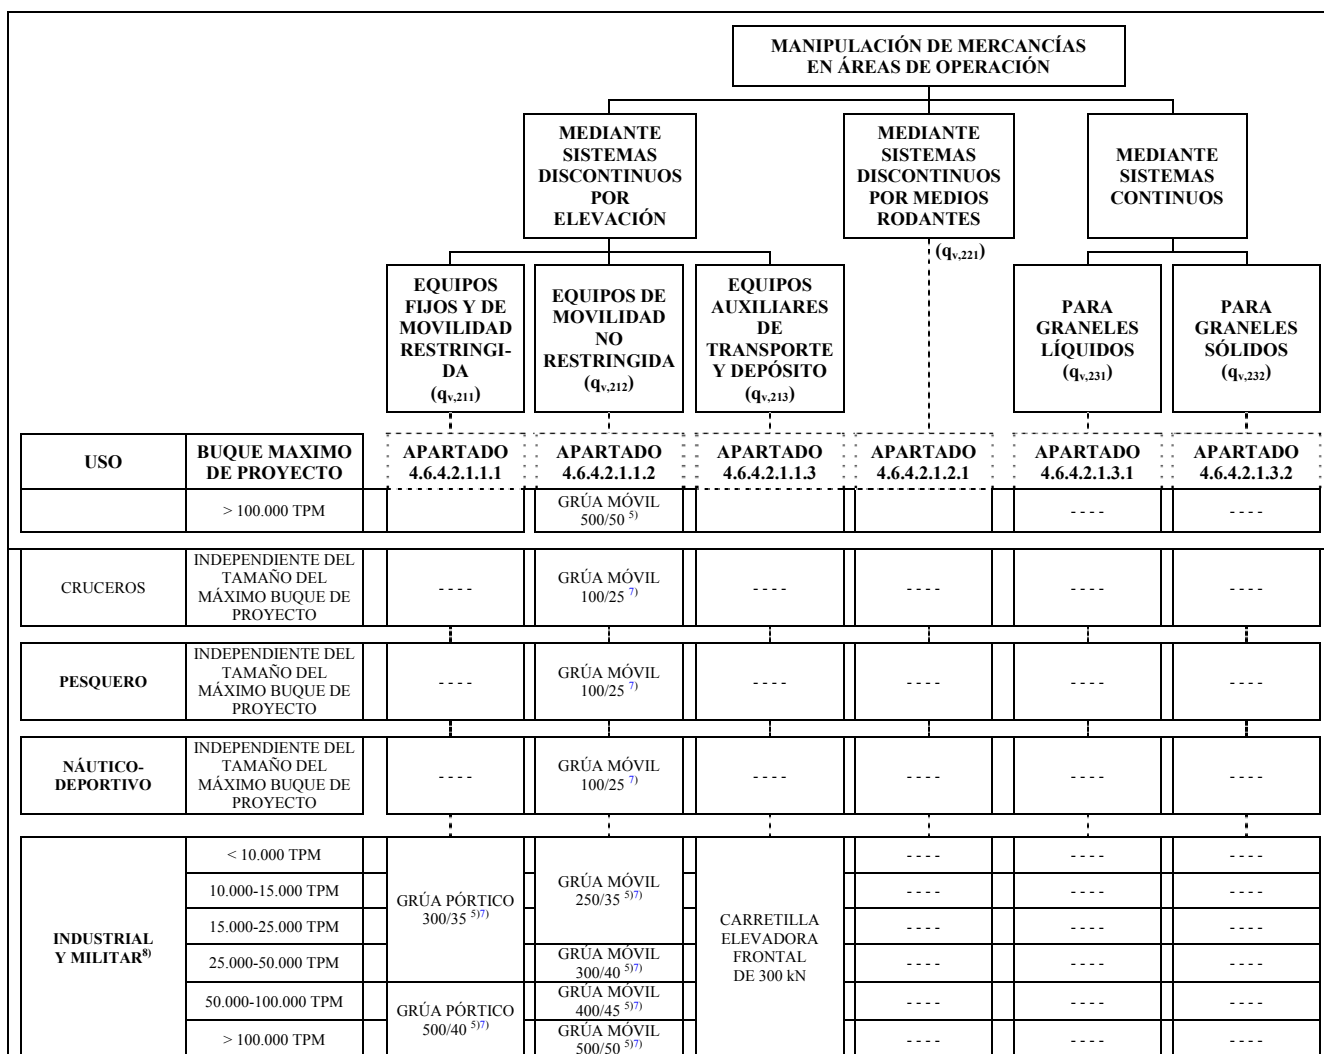 MANIPULACIÓN DE MERCANCÍAS
EN ÁREAS DE OPERACIÓN
MEDIANTE
SISTEMAS
DISCONTINUOS
POR
ELEVACIÓN
MEDIANTE
SISTEMAS
DISCONTINUOS
POR MEDIOS
RODANTES
(qv,221)
MEDIANTE
SISTEMAS
CONTINUOS
EQUIPOS
FIJOS Y DE
MOVILIDAD
RESTRINGI-
DA
(qv,211)
EQUIPOS DE
MOVILIDAD
NO
RESTRINGIDA
(qv,212)
EQUIPOS
AUXILIARES
DE
TRANSPORTE
Y DEPÓSITO
(qv,213)
PARA
GRANELES
LÍQUIDOS
(qv,231)
PARA
GRANELES
SÓLIDOS
(qv,232)
USO
BUQUE MAXIMO
DE PROYECTO
APARTADO
4.6.4.2.1.1.1
APARTADO
4.6.4.2.1.1.2
APARTADO
4.6.4.2.1.1.3
APARTADO
4.6.4.2.1.2.1
APARTADO
4.6.4.2.1.3.1
APARTADO
4.6.4.2.1.3.2
> 100.000 TPM
GRÚA MÓVIL
500/50 5)
- - - -
- - - -
CRUCEROS
INDEPENDIENTE DEL
TAMAÑO DEL
MÁXIMO BUQUE DE
PROYECTO
- - - -
GRÚA MÓVIL
100/25 7)
- - - -
- - - -
- - - -
- - - -
PESQUERO
INDEPENDIENTE DEL
TAMAÑO DEL
MÁXIMO BUQUE DE
PROYECTO
- - - -
GRÚA MÓVIL
100/25 7)
- - - -
- - - -
- - - -
- - - -
NÁUTICO-
DEPORTIVO
INDEPENDIENTE DEL
TAMAÑO DEL
MÁXIMO BUQUE DE
PROYECTO
- - - -
GRÚA MÓVIL
100/25 7)
- - - -
- - - -
- - - -
- - - -
INDUSTRIAL
Y MILITAR8)
< 10.000 TPM
10.000-15.000 TPM
15.000-25.000 TPM
25.000-50.000 TPM
50.000-100.000 TPM
> 100.000 TPM
GRÚA PÓRTICO
300/35 5)7)
GRÚA PÓRTICO
500/40 5)7)
GRÚA MÓVIL
250/35 5)7)
GRÚA MÓVIL
300/40 5)7)
GRÚA MÓVIL
400/45 5)7)
GRÚA MÓVIL
500/50 5)7)
CARRETILLA
ELEVADORA
FRONTAL
DE 300 kN
- - - - - - - - - - - -
- - - - - - - - - - - -
- - - - - - - - - - - -
- - - - - - - - - - - -
- - - - - - - - - - - -
- - - - - - - - - - - -